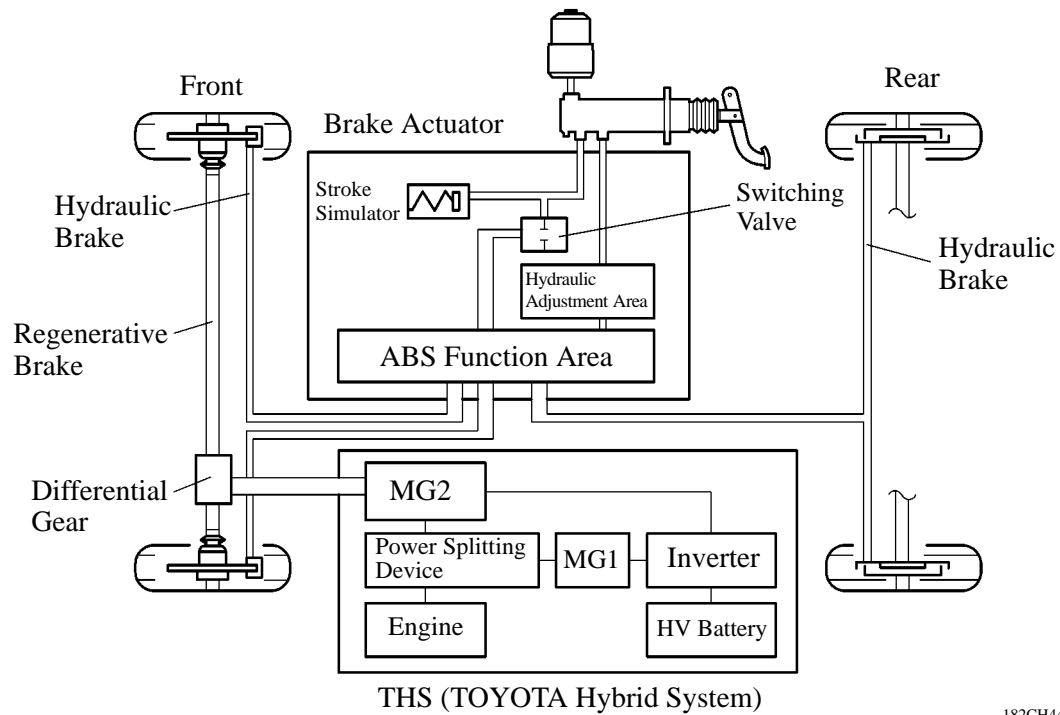 Front
Rear
Brake Actuator
Stroke
Simulator
Switching
Valve
Hydraulic
Brake
Hydraulic
Adjustment Area
Hydraulic
Brake
Regenerative
Brake
ABS Function Area
Differential
Gear
MG2
Power Splitting
Device
MG1
Inverter
Engine
HV Battery
THS (TOYOTA Hybrid System)